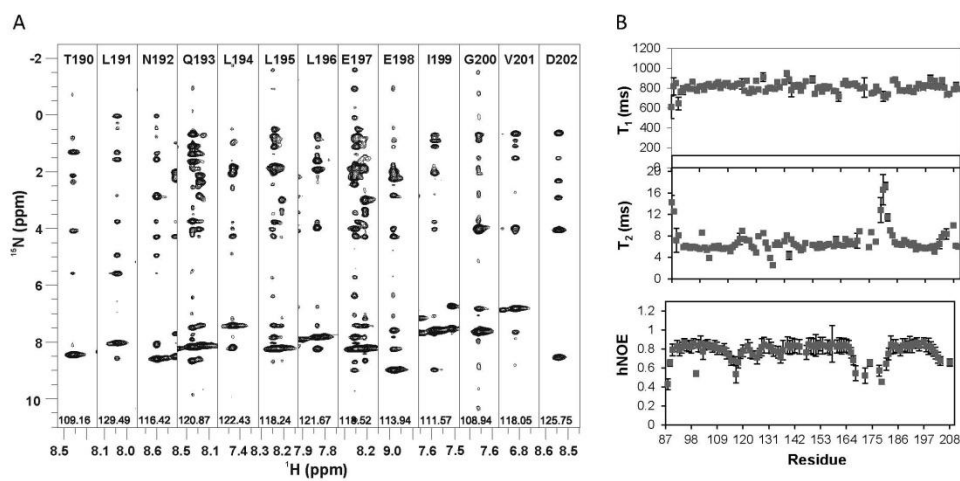 A
T190 L191 N192 Q193 L194 L195 L196 E197 E198 I199 G200 V201 D202
-2
0
2
4
6
8
10
¹⁵N (ppm)
109.16 129.49 116.42 120.87 122.43 118.24 121.67 118.52 113.94 111.57 108.94 118.05 125.75
8.5 8.4 8.1 8.0 8.6 8.5 8.1 7.4 8.3 8.2 7.9 7.8 8.2 9.0 7.6 7.5 7.6 7.5 8.6 8.5
¹H (ppm)
B
T₁ (ms)
1200
1000
800
600
400
200
T₂ (ms)
16
12
8
4
0
hNOE
1.2
1
0.8
0.6
0.4
0.2
0
87 98 109 120 131 142 153 164 175 186 197 208
Residue